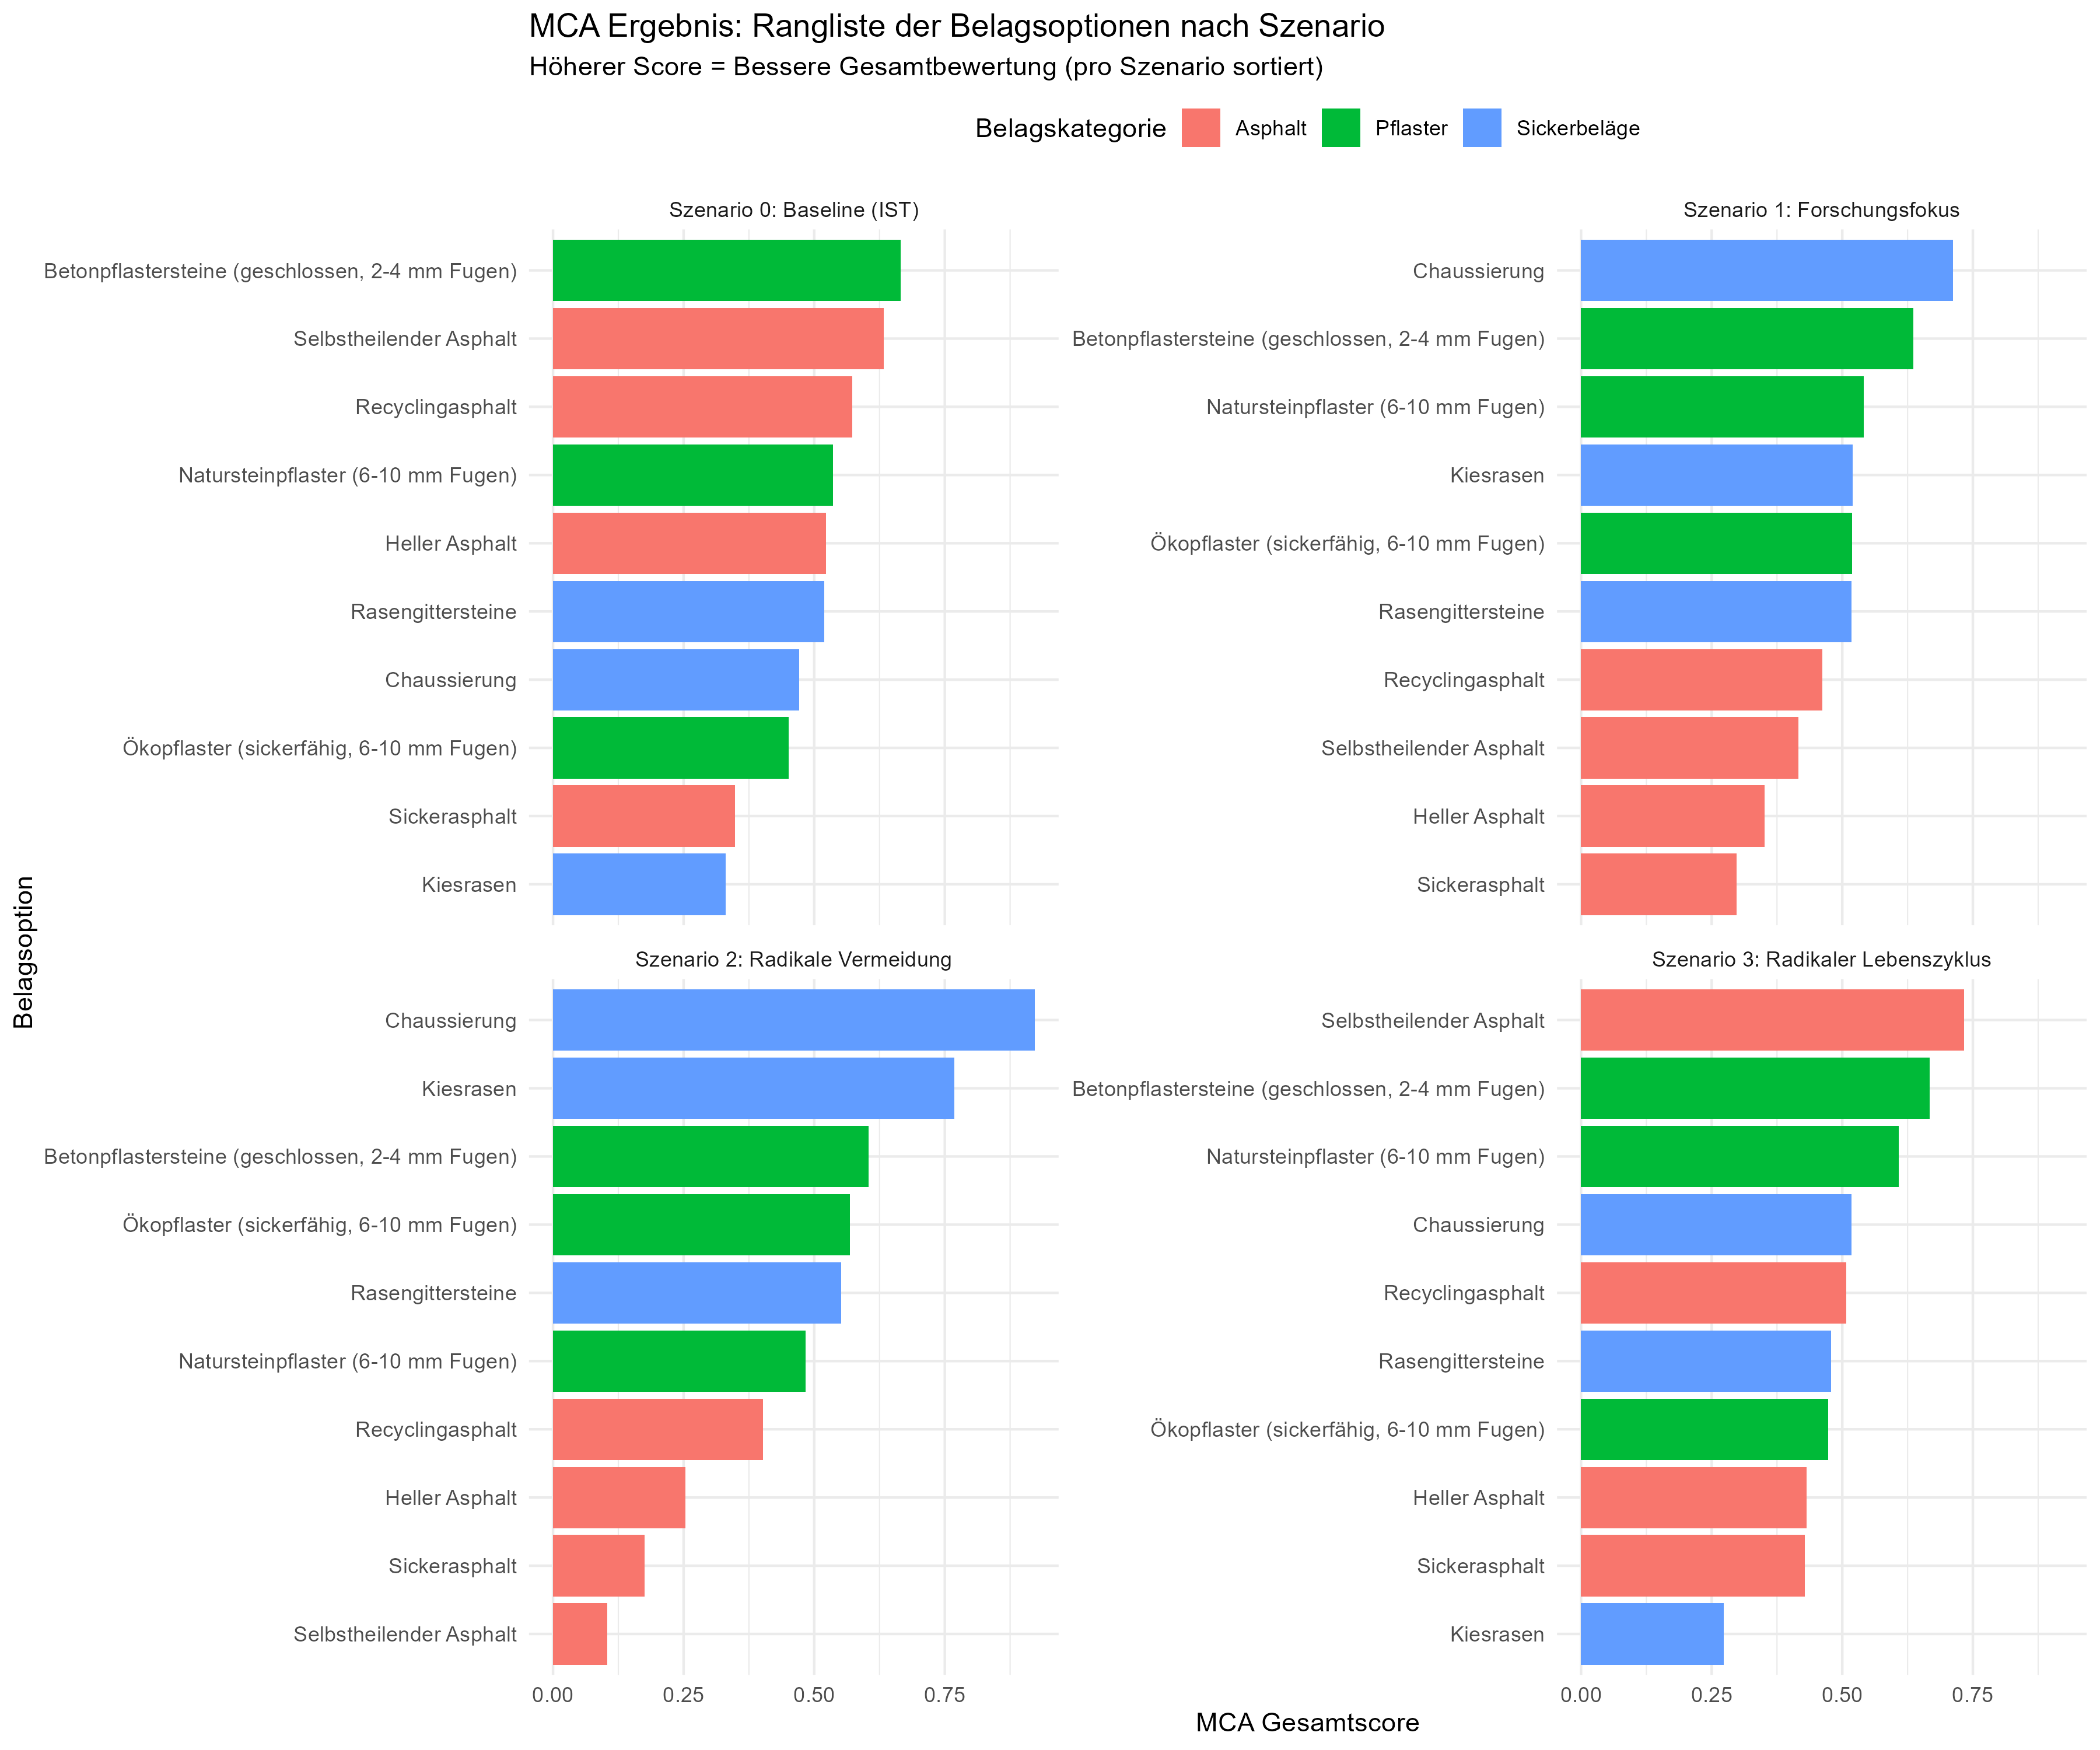 MCA Ergebnis: Rangliste der Belagsoptionen nach Szenario
Höherer Score = Bessere Gesamtbewertung (pro Szenario sortiert)
Belagskategorie Asphalt Pflaster Sickerbeläge
Szenario 0: Baseline (IST)
Betonpflastersteine (geschlossen, 2-4 mm Fugen)
Selbstheilender Asphalt
Recyclingasphalt
Natursteinpflaster (6-10 mm Fugen)
Heller Asphalt
Rasengittersteine
Chaussierung
Ökopflaster (sickerfähig, 6-10 mm Fugen)
Sickerasphalt
Kiesrasen
Szenario 1: Forschungsfokus
Chaussierung
Betonpflastersteine (geschlossen, 2-4 mm Fugen)
Natursteinpflaster (6-10 mm Fugen)
Kiesrasen
Ökopflaster (sickerfähig, 6-10 mm Fugen)
Rasengittersteine
Recyclingasphalt
Selbstheilender Asphalt
Heller Asphalt
Sickerasphalt
Belagsoption
Szenario 2: Radikale Vermeidung
Chaussierung
Kiesrasen
Betonpflastersteine (geschlossen, 2-4 mm Fugen)
Ökopflaster (sickerfähig, 6-10 mm Fugen)
Rasengittersteine
Natursteinpflaster (6-10 mm Fugen)
Recyclingasphalt
Heller Asphalt
Sickerasphalt
Selbstheilender Asphalt
0.00 0.25 0.50 0.75
Szenario 3: Radikaler Lebenszyklus
Selbstheilender Asphalt
Betonpflastersteine (geschlossen, 2-4 mm Fugen)
Natursteinpflaster (6-10 mm Fugen)
Chaussierung
Recyclingasphalt
Rasengittersteine
Ökopflaster (sickerfähig, 6-10 mm Fugen)
Heller Asphalt
Sickerasphalt
Kiesrasen
0.00 0.25 0.50 0.75
MCA Gesamtscore